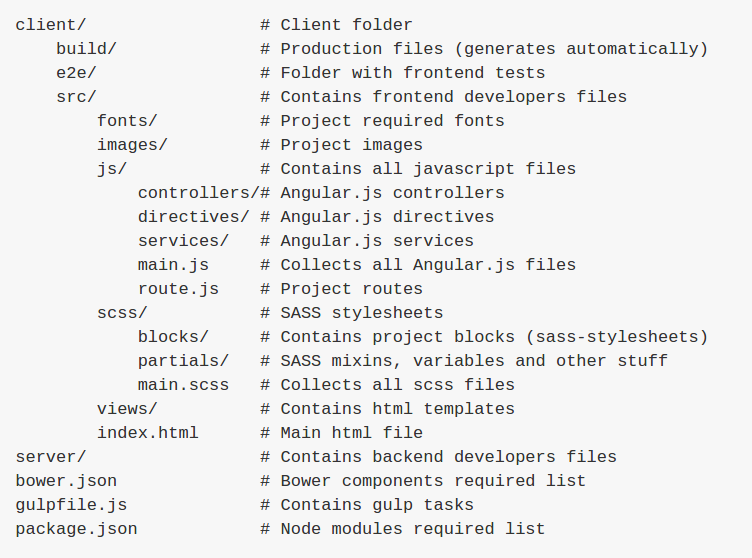 client/                 # Client folder
    build/              # Production files (generates automatically)
    e2e/                # Folder with frontend tests
    src/                # Contains frontend developers files
        fonts/          # Project required fonts
        images/         # Project images
        js/             # Contains all javascript files
            controllers/# Angular.js controllers
            directives/ # Angular.js directives
            services/   # Angular.js services
            main.js     # Collects all Angular.js files
            route.js    # Project routes
        scss/           # SASS stylesheets
            blocks/     # Contains project blocks (sass-stylesheets)
            partials/   # SASS mixins, variables and other stuff
            main.scss   # Collects all scss files
        views/          # Contains html templates
        index.html      # Main html file
server/                 # Contains backend developers files
bower.json              # Bower components required list
gulpfile.js             # Contains gulp tasks
package.json            # Node modules required list